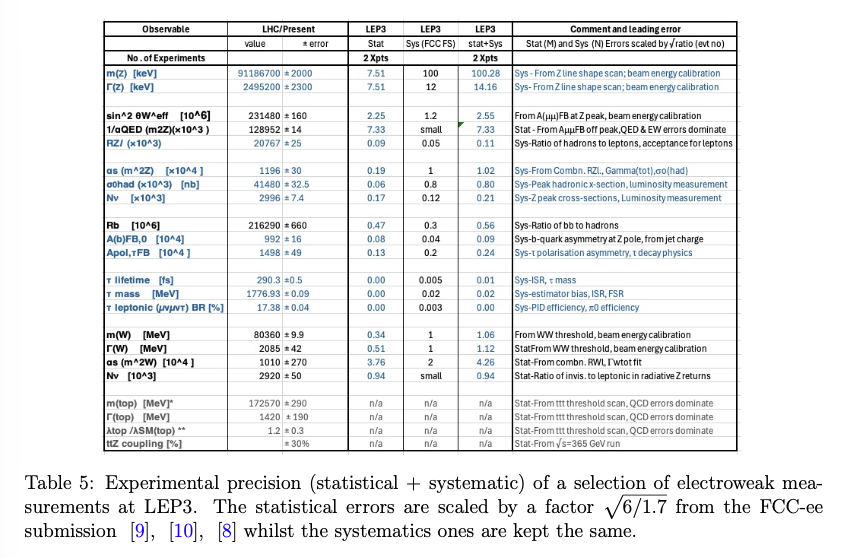 Observable LHC/Present LEP3 LEP3 LEP3 Comment and leading error
value ± error Stat Sys (FCC FS) stat+Sys Stat (M) and Sys (N) Errors scaled by √ratio (evt no)
No. of Experiments 2 Xpts 2 Xpts
m(Z) [keV] 91186700 ± 2000 7.51 100 100.28 Sys - From Z line shape scan; beam energy calibration
Γ(Z) [keV] 2495200 ± 2300 7.51 12 14.16 Sys- From Z line shape scan; beam energy calibration
sin^2 θW^eff [10^6] 231480 ± 160 2.25 1.2 2.55 From A(μμ)FB at Z peak, beam energy calibration
1/αQED (m2Z)(×10^3 ) 128952 ± 14 7.33 small 7.33 Stat - From AμμFB off peak,QED & EW errors dominate
RZl (×10^3) 20767 ± 25 0.09 0.05 0.11 Sys-Ratio of hadrons to leptons, acceptance for leptons
αs (m^2Z) [×10^4 ] 1196 ± 30 0.19 1 1.02 Sys-From Combn. RZl., Gamma(tot),σo(had)
σ0had (×10^3) [nb] 41480 ± 32.5 0.06 0.8 0.80 Sys-Peak hadronic x-section, luminosity measurement
Nν [×10^3] 2996 ± 7.4 0.17 0.12 0.21 Sys-Z peak cross-sections, Luminosity measurement
Rb [10^6] 216290 ± 660 0.47 0.3 0.56 Sys-Ratio of bb to hadrons
A(b)FB,0 [10^4] 992 ± 16 0.08 0.04 0.09 Sys-b-quark asymmetry at Z pole, from jet charge
Apol,τFB [10^4 ] 1498 ± 49 0.13 0.2 0.24 Sys-τ polarisation asymmetry, τ decay physics
τ lifetime [fs] 290.3 ±0.5 0.00 0.005 0.01 Sys-ISR, τ mass
τ mass [MeV] 1776.93 ± 0.09 0.00 0.02 0.02 Sys-estimator bias, ISR, FSR
τ leptonic (μνμντ) BR [%] 17.38 ± 0.04 0.00 0.003 0.00 Sys-PID efficiency, π0 efficiency
m(W) [MeV] 80360 ± 9.9 0.34 1 1.06 From WW threshold, beam energy calibration
Γ(W) [MeV] 2085 ± 42 0.51 1 1.12 StatFrom WW threshold, beam energy calibration
αs (m^2W) [10^4 ] 1010 ± 270 3.76 2 4.26 Stat-From combn. RWl, Γwtot fit
Nν [10^3] 2920 ± 50 0.94 small 0.94 Stat-Ratio of invis. to leptonic in radiative Z returns
m(top) [MeV]* 172570 ± 290 n/a n/a n/a Stat-From ttt threshold scan, QCD errors dominate
Γ(top) [MeV] 1420 ± 190 n/a n/a n/a Stat-From ttt threshold scan, QCD errors dominate
λtop /λSM(top) ** 1.2 ± 0.3 n/a n/a n/a Stat-From ttt threshold scan, QCD errors dominate
ttZ coupling [%] ± 30% n/a n/a n/a Stat-From √s=365 GeV run
Table 5: Experimental precision (statistical + systematic) of a selection of electroweak mea-
surements at LEP3. The statistical errors are scaled by a factor √6/1.7 from the FCC-ee
submission [9], [10], [8] whilst the systematics ones are kept the same.